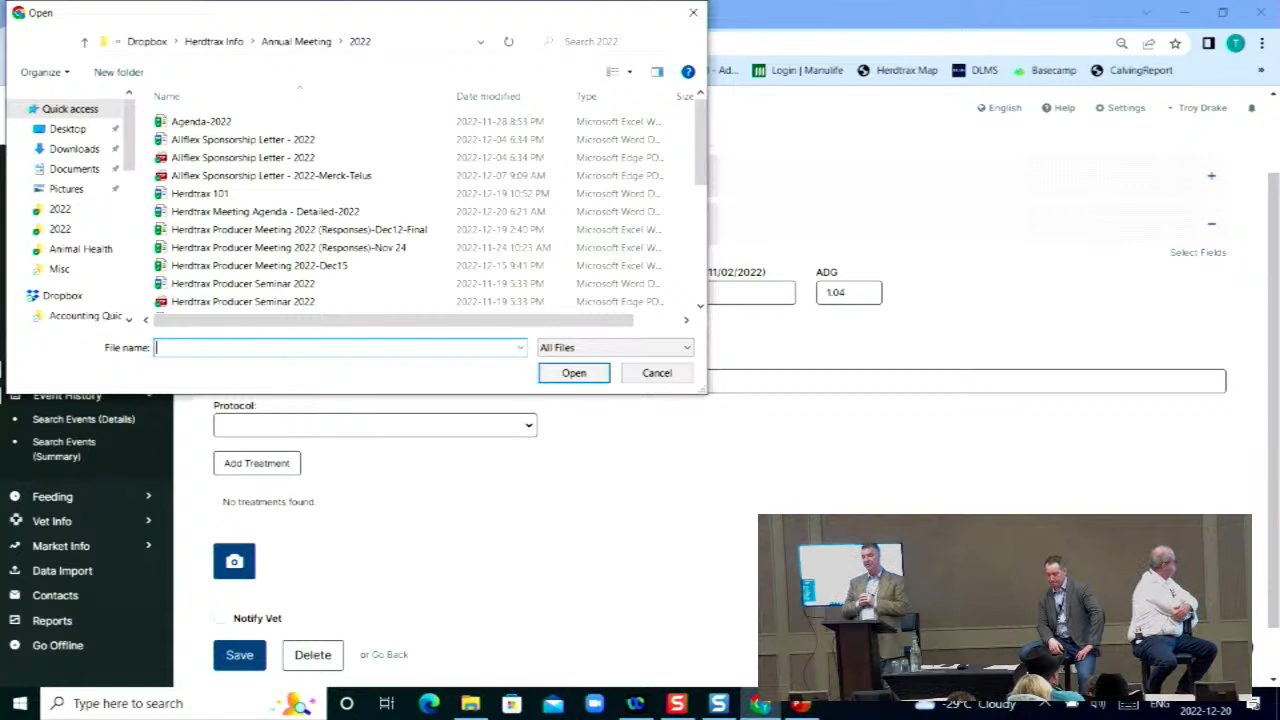 Open
Dropbox > Herdtrax Info > Annual Meeting > 2022
Search 2022
Organize
New folder
Ad...
Login | Manulife
Herdtrax Map
DLMS
Basecamp
CalvingReport
»
Name
Date modified
Type
Size
English
Help
Settings
Troy Drake
Quick access
Desktop
Downloads
Documents
Pictures
2022
2022
Animal Health
Misc
Dropbox
Accounting Quic
Agenda-2022 2022-11-28 8:53 PM Microsoft Excel W...
Allflex Sponsorship Letter - 2022 2022-12-04 6:34 PM Microsoft Word D...
Allflex Sponsorship Letter - 2022 2022-12-04 6:34 PM Microsoft Edge PD...
Allflex Sponsorship Letter - 2022-Merck-Telus 2022-12-07 9:09 AM Microsoft Edge PD...
Herdtrax 101 2022-12-19 10:52 PM Microsoft Word D...
Herdtrax Meeting Agenda - Detailed-2022 2022-12-20 6:21 AM Microsoft Excel W...
Herdtrax Producer Meeting 2022 (Responses)-Dec12-Final 2022-12-19 2:40 PM Microsoft Excel W...
Herdtrax Producer Meeting 2022 (Responses)-Nov 24 2022-11-24 10:23 AM Microsoft Excel W...
Herdtrax Producer Meeting 2022-Dec15 2022-12-15 9:41 PM Microsoft Excel W...
Herdtrax Producer Seminar 2022 2022-11-19 5:33 PM Microsoft Word D...
Herdtrax Producer Seminar 2022 2022-11-19 5:33 PM Microsoft Edge PD...
Select Fields
11/02/2022)
ADG
1.04
File name:
All Files
Open
Cancel
Event History
Search Events (Details)
Search Events
(Summary)
Feeding
Vet Info
Market Info
Data Import
Contacts
Reports
Go Offline
Protocol:
Add Treatment
No treatments found.
Notify Vet
Save
Delete
or Go Back
Type here to search
-29°C Cloudy
ENG
2022-12-20